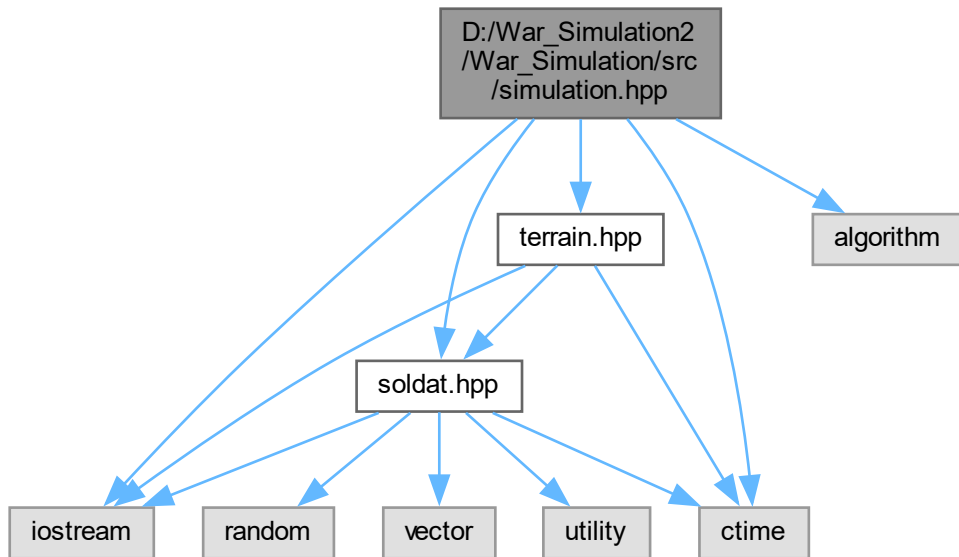 D:/War_Simulation2
/War_Simulation/src
/simulation.hpp
terrain.hpp
algorithm
soldat.hpp
iostream
random
vector
utility
ctime